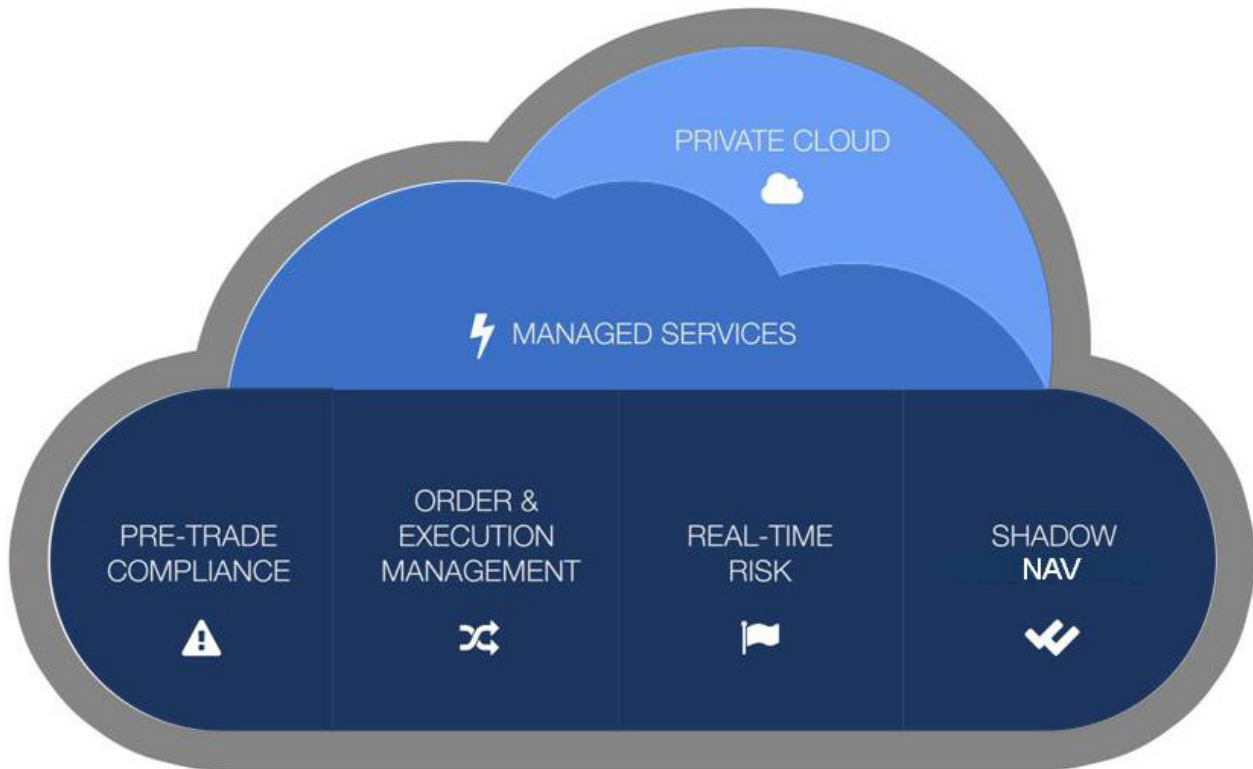 PRIVATE CLOUD
MANAGED SERVICES
PRE-TRADE
COMPLIANCE
ORDER &
EXECUTION
MANAGEMENT
REAL-TIME
RISK
SHADOW
NAV